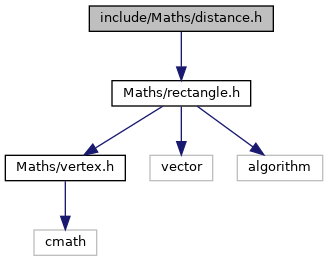 include/Maths/distance.h
Maths/rectangle.h
Maths/vertex.h
vector
algorithm
cmath